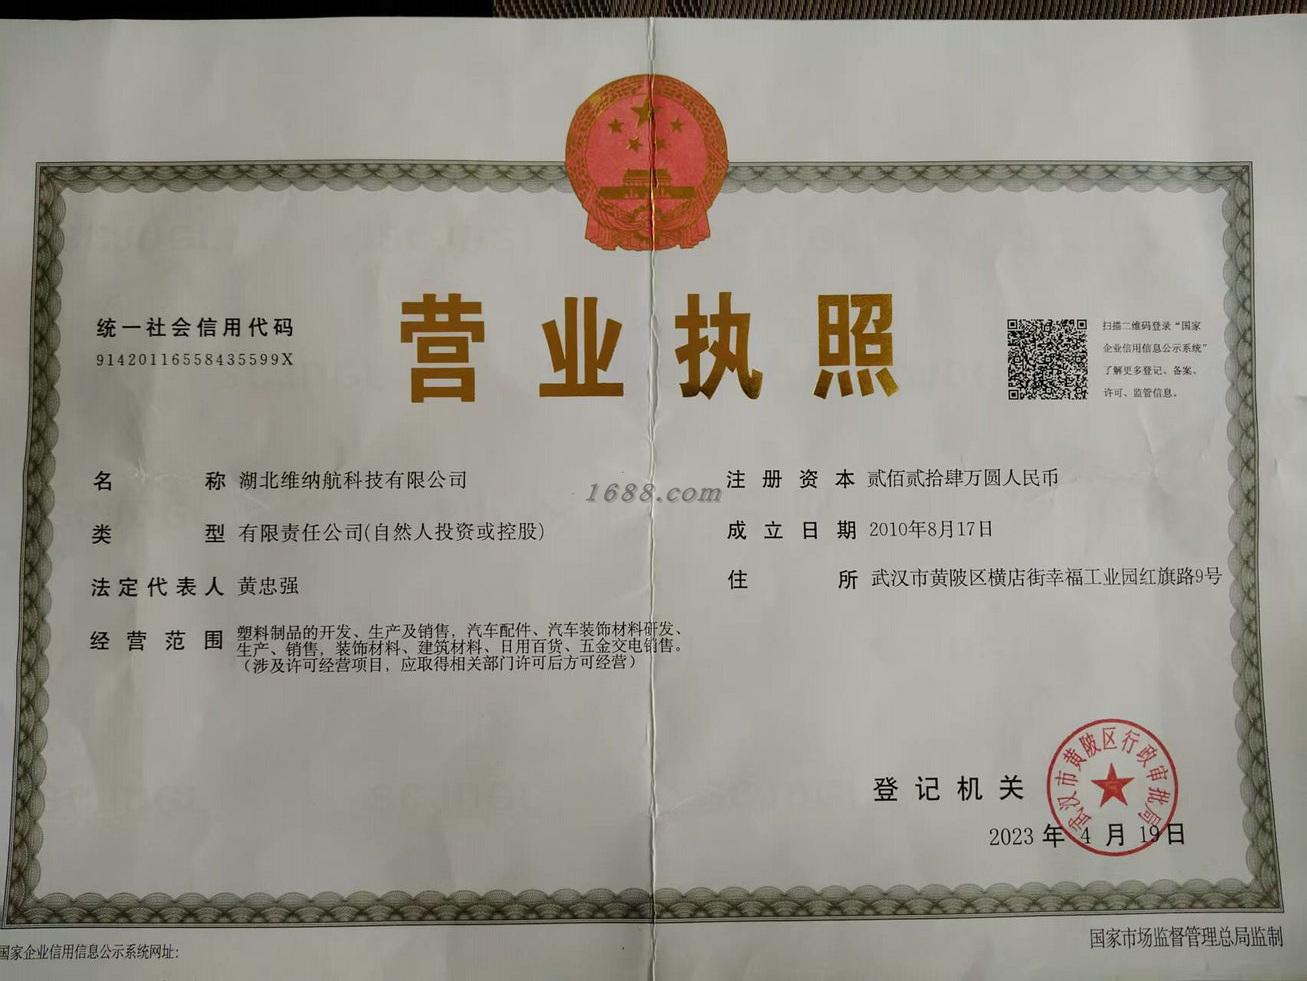 营业执照
统一社会信用代码
91420116558435599X
扫描二维码登录“国家
企业信用信息公示系统”
了解更多登记、备案、
许可、监管信息。
名称 湖北维纳航科技有限公司
类型 有限责任公司(自然人投资或控股)
法定代表人 黄忠强
经营范围 塑料制品的开发、生产及销售，汽车配件、汽车装饰材料研发、
生产、销售，装饰材料、建筑材料、日用百货、五金交电销售。
（涉及许可经营项目，应取得相关部门许可后方可经营）
注册资本 贰佰贰拾肆万圆人民币
成立日期 2010年8月17日
住所 武汉市黄陂区横店街幸福工业园红旗路9号
1688.com
登记机关
武汉市黄陂区行政审批局
2023年4月19日
国家企业信用信息公示系统网址:
国家市场监督管理总局监制